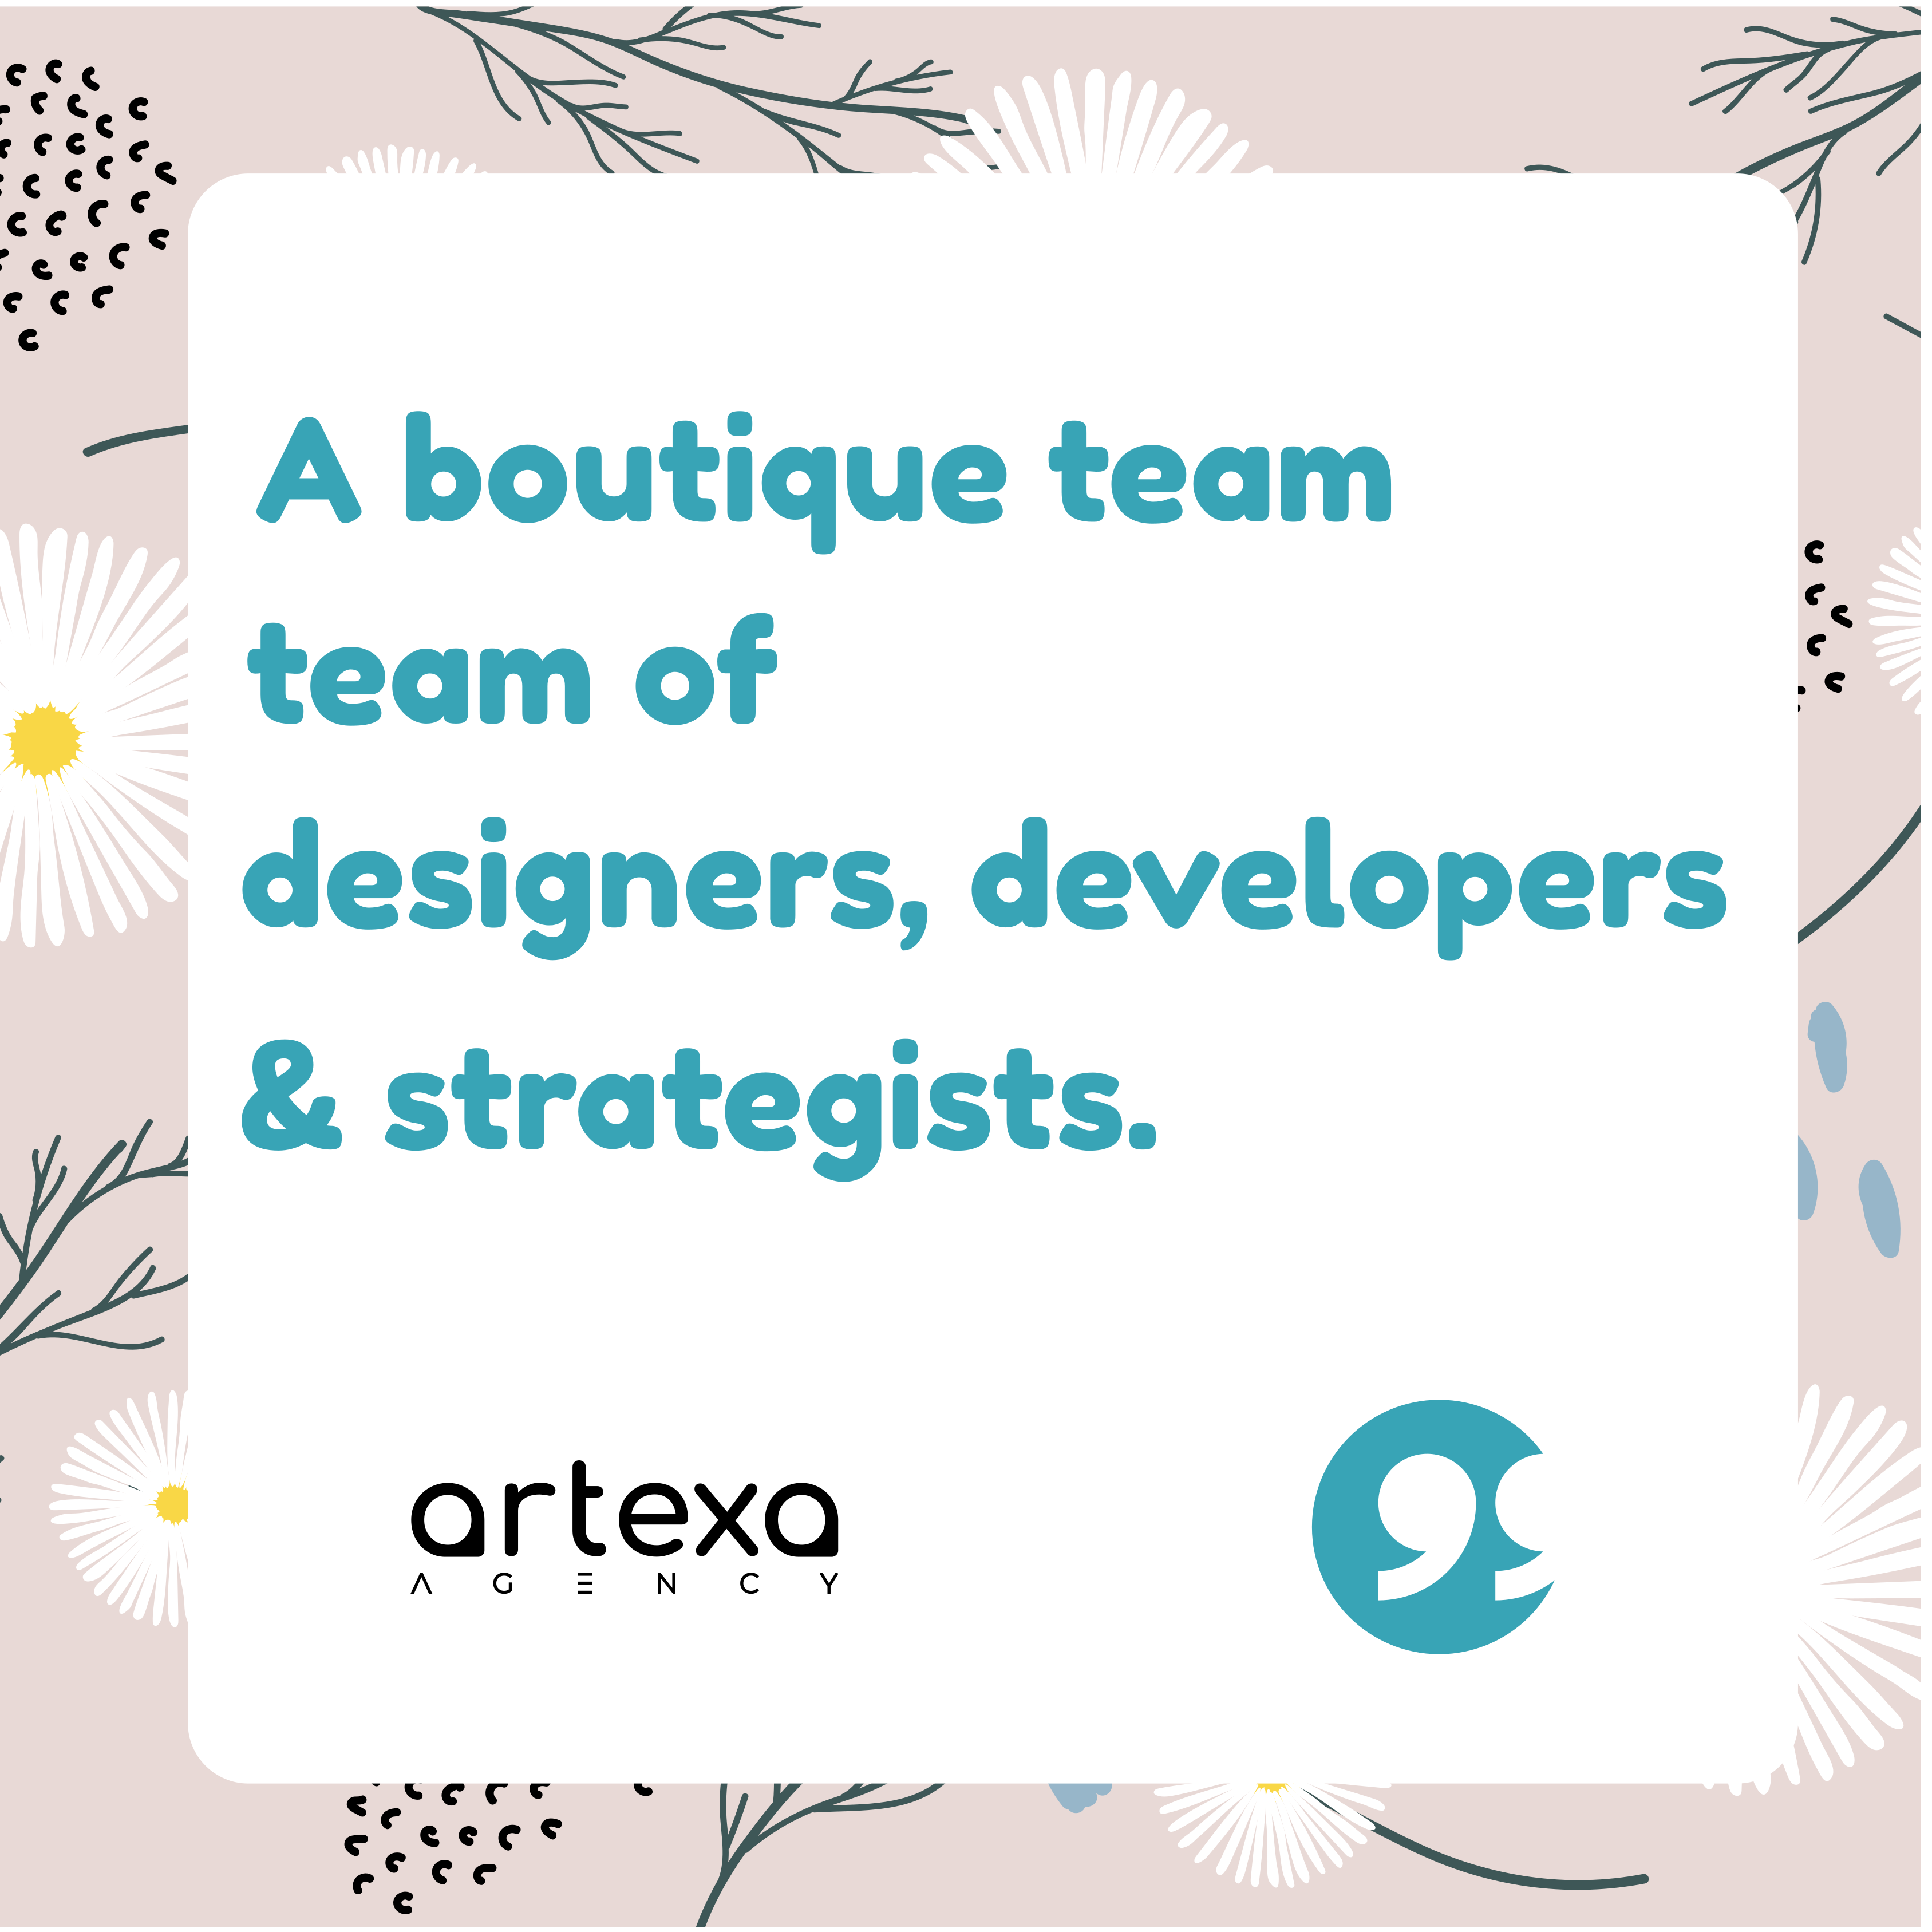 A boutique team
team of
designers, developers
& strategists.
artexa
AGENCY